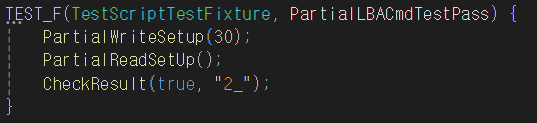 TEST_F(TestScriptTestFixture, PartialLBACmdTestPass) {
    PartialWriteSetup(30);
    PartialReadSetUp();
    CheckResult(true, "2_");
}